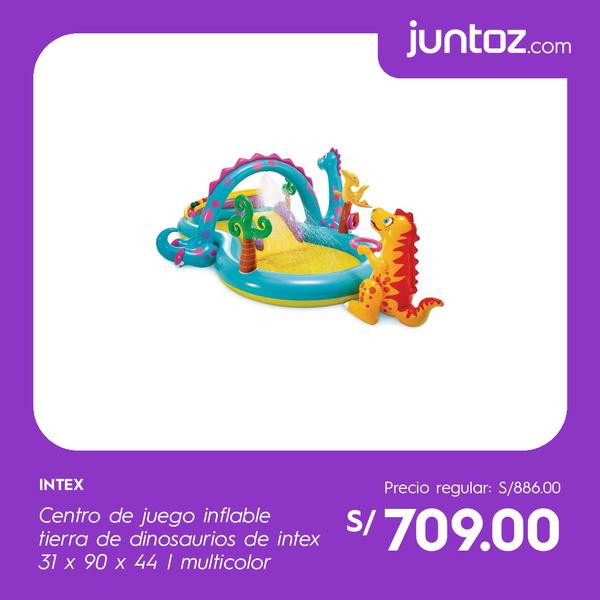 juntoz.com
INTEX
Centro de juego inflable
tierra de dinosaurios de intex
31 x 90 x 44 | multicolor
Precio regular: S/886.00
S/ 709.00